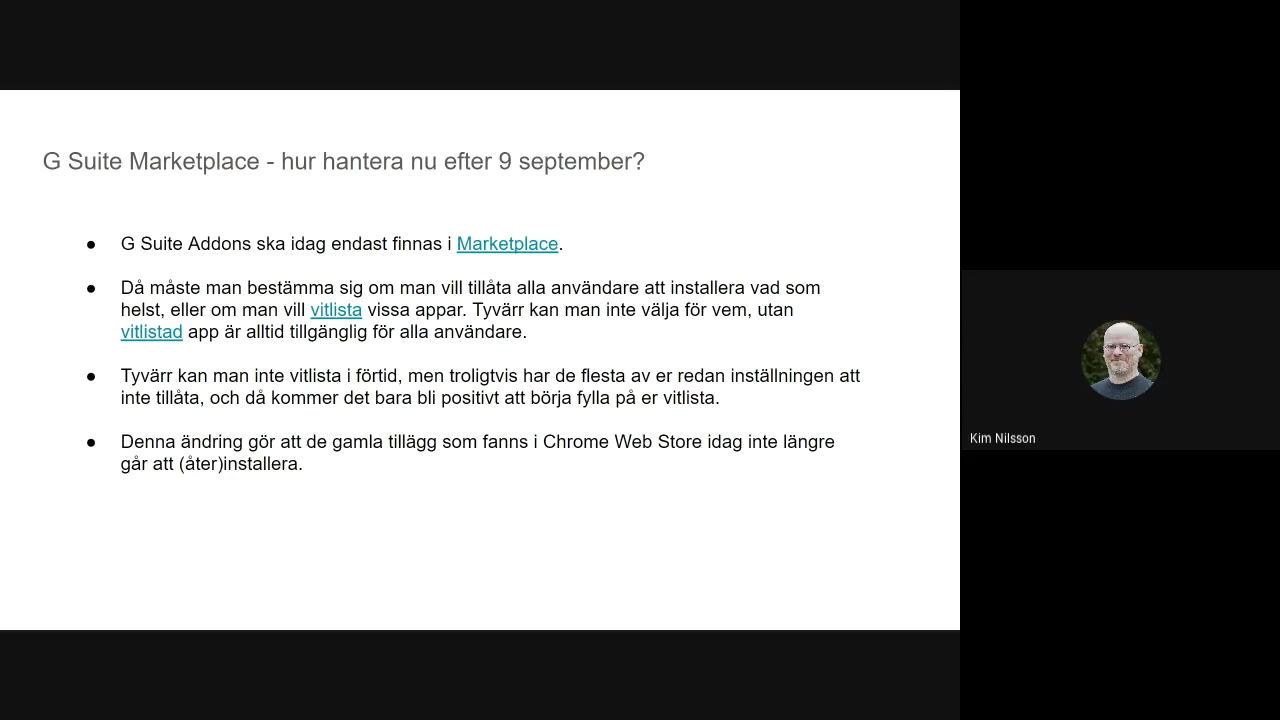 G Suite Marketplace - hur hantera nu efter 9 september?
● G Suite Addons ska idag endast finnas i Marketplace.
● Då måste man bestämma sig om man vill tillåta alla användare att installera vad som
helst, eller om man vill vitlista vissa appar. Tyvärr kan man inte välja för vem, utan
vitlistad app är alltid tillgänglig för alla användare.
● Tyvärr kan man inte vitlista i förtid, men troligtvis har de flesta av er redan inställningen att
inte tillåta, och då kommer det bara bli positivt att börja fylla på er vitlista.
● Denna ändring gör att de gamla tillägg som fanns i Chrome Web Store idag inte längre
går att (åter)installera.
Kim Nilsson